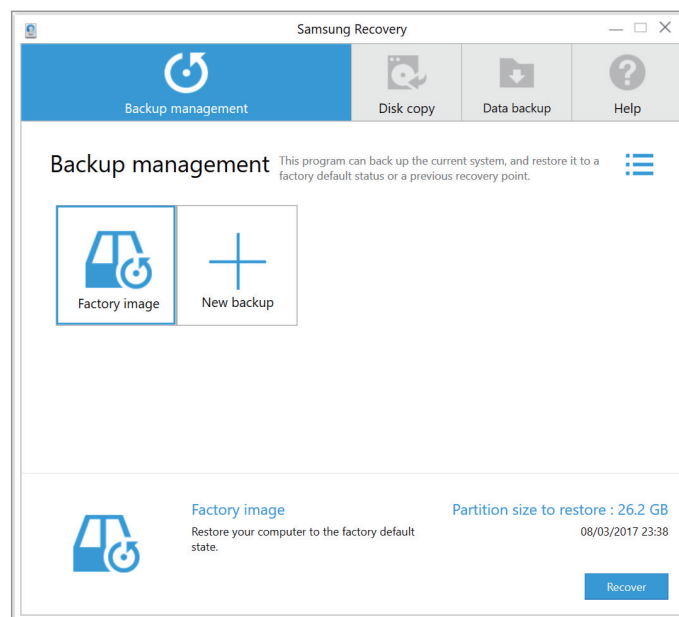 Samsung Recovery
Backup management
Disk copy
Data backup
Help
Backup management
This program can back up the current system, and restore it to a
factory default status or a previous recovery point.
Factory image
New backup
Factory image
Restore your computer to the factory default
state.
Partition size to restore : 26.2 GB
08/03/2017 23:38
Recover